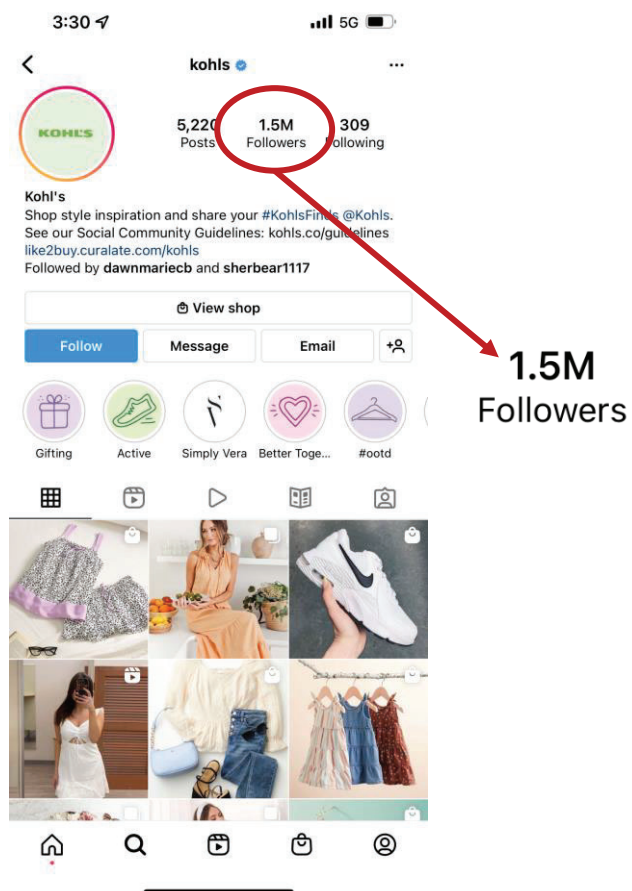 3:30
5G
kohls
KOHL'S
5,220 1.5M 309
Posts Followers Following
Kohl's
Shop style inspiration and share your #KohlsFinds @Kohls.
See our Social Community Guidelines: kohls.co/guidelines
like2buy.curalate.com/kohls
Followed by dawnmariecb and sherbear1117
View shop
Follow Message Email
1.5M
Followers
Gifting Active Simply Vera Better Toge... #ootd